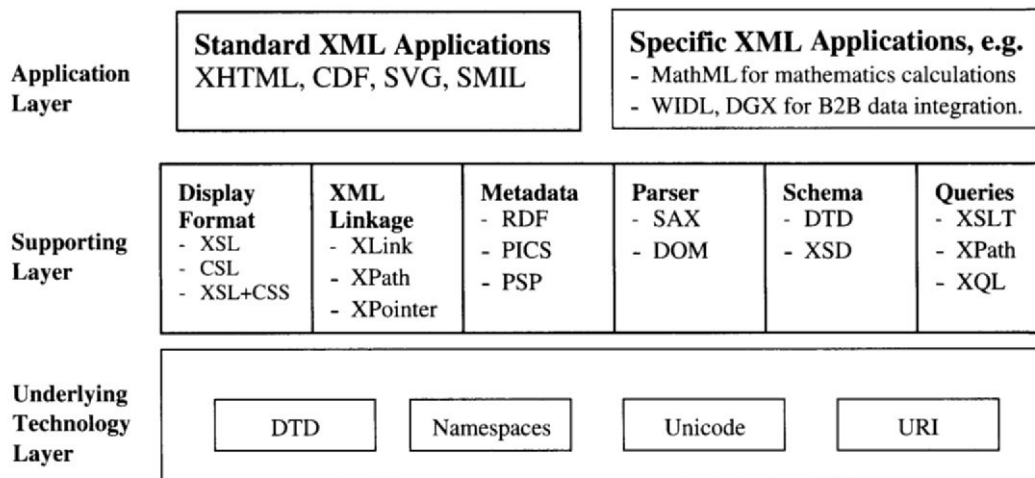 Application
Layer
Standard XML Applications
XHTML, CDF, SVG, SMIL
Specific XML Applications, e.g.
- MathML for mathematics calculations
- WIDL, DGX for B2B data integration.
Supporting
Layer
Display
Format
- XSL
- CSL
- XSL+CSS
XML
Linkage
- XLink
- XPath
- XPointer
Metadata
- RDF
- PICS
- PSP
Parser
- SAX
- DOM
Schema
- DTD
- XSD
Queries
- XSLT
- XPath
- XQL
Underlying
Technology
Layer
DTD
Namespaces
Unicode
URI